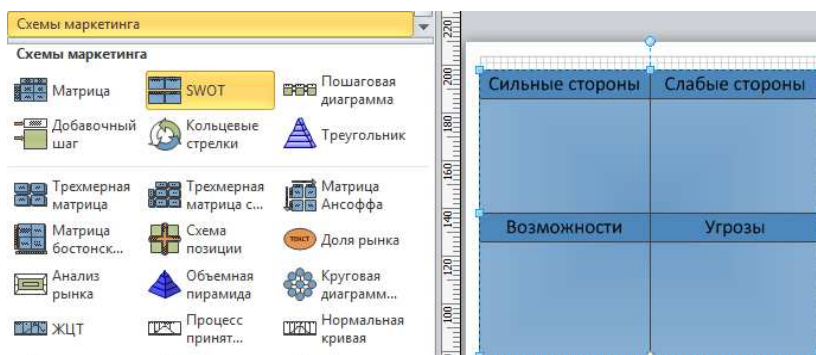 Схемы маркетинга
Схемы маркетинга
Матрица
SWOT
Пошаговая
диаграмма
Добавочный
шаг
Кольцевые
стрелки
Треугольник
Трехмерная
матрица
Трехмерная
матрица с...
Матрица
Ансоффа
Матрица
бостонск...
Схема
позиции
ТЕКСТ
Доля рынка
Анализ
рынка
Объемная
пирамида
Круговая
диаграмм...
ЖЦТ
Процесс
принят...
Нормальная
кривая
220
200
180
160
140
120
100
Сильные стороны
Слабые стороны
Возможности
Угрозы